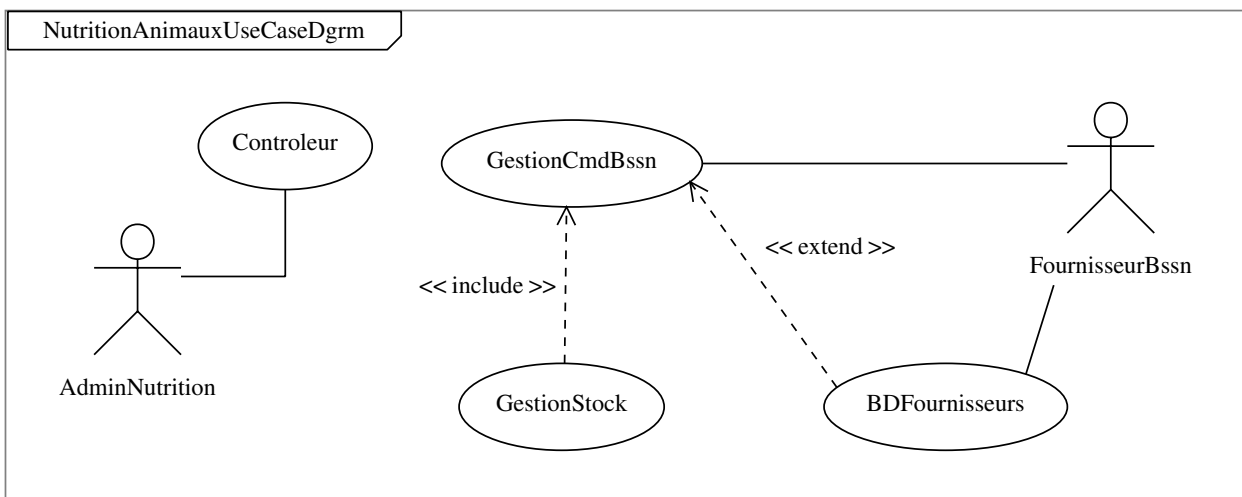 NutritionAnimauxUseCaseDgrm
Controleur
GestionCmdBssn
<< extend >>
FournisseurBssn
<< include >>
AdminNutrition
GestionStock
BDFournisseurs